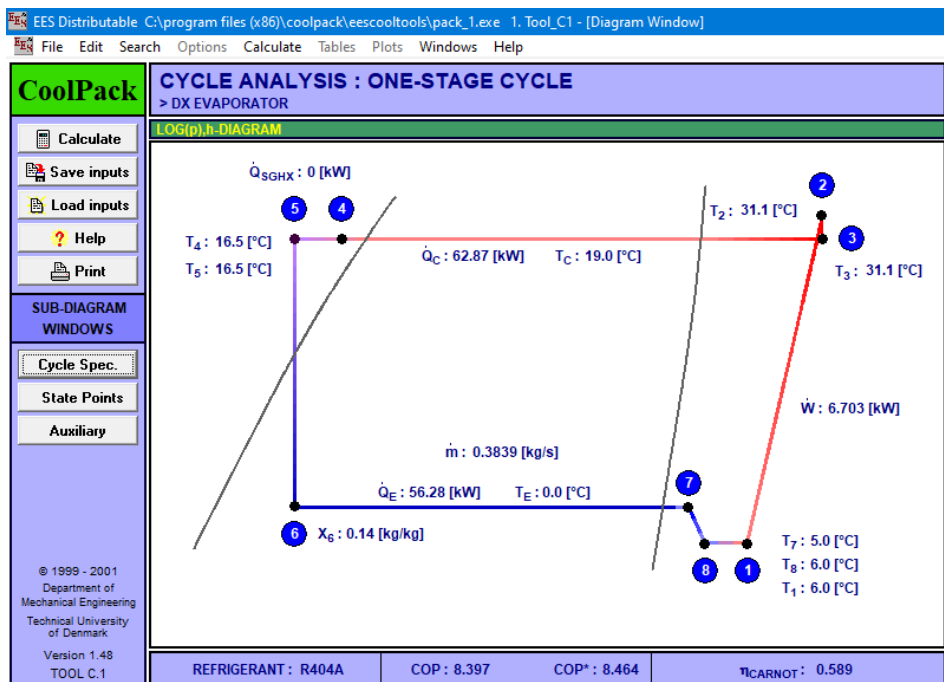 EES Distributable C:\program files (x86)\coolpack\eescooltools\pack_1.exe 1. Tool_C1 - [Diagram Window]
File Edit Search Options Calculate Tables Plots Windows Help
CoolPack
CYCLE ANALYSIS : ONE-STAGE CYCLE
> DX EVAPORATOR
LOG(p),h-DIAGRAM
Calculate
Save inputs
Load inputs
Help
Print
SUB-DIAGRAM
WINDOWS
Cycle Spec.
State Points
Auxiliary
© 1999 - 2001
Department of
Mechanical Engineering
Technical University
of Denmark
Version 1.48
TOOL C.1
Q̇SGHX : 0 [kW]
5 4 2
T2 : 31.1 [°C]
3
T4 : 16.5 [°C]
Q̇C : 62.87 [kW] TC : 19.0 [°C]
T5 : 16.5 [°C]
T3 : 31.1 [°C]
Ẇ : 6.703 [kW]
ṁ : 0.3839 [kg/s]
7
Q̇E : 56.28 [kW] TE : 0.0 [°C]
6 X6 : 0.14 [kg/kg]
8 1
T7 : 5.0 [°C]
T8 : 6.0 [°C]
T1 : 6.0 [°C]
REFRIGERANT : R404A COP : 8.397 COP* : 8.464 ηCARNOT : 0.589